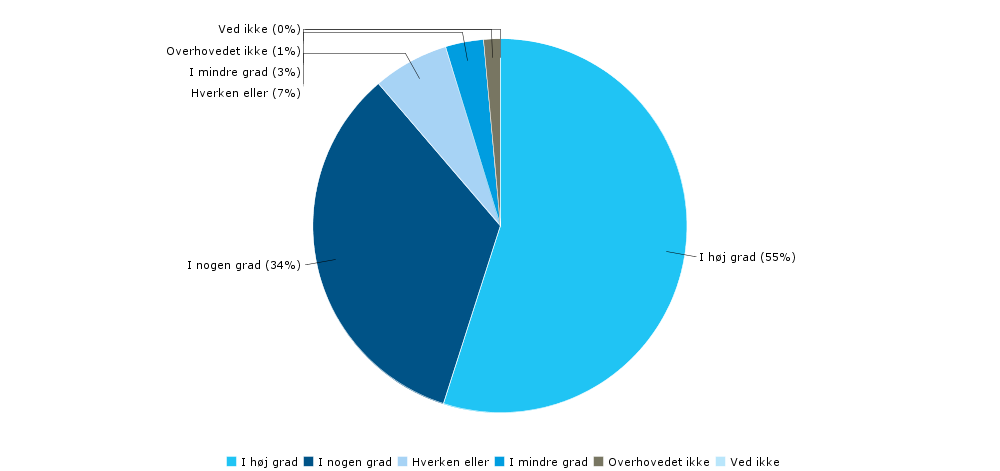 Ved ikke (0%)
Overhovedet ikke (1%)
I mindre grad (3%)
Hverken eller (7%)
I nogen grad (34%)
I høj grad (55%)
I høj grad I nogen grad Hverken eller I mindre grad Overhovedet ikke Ved ikke